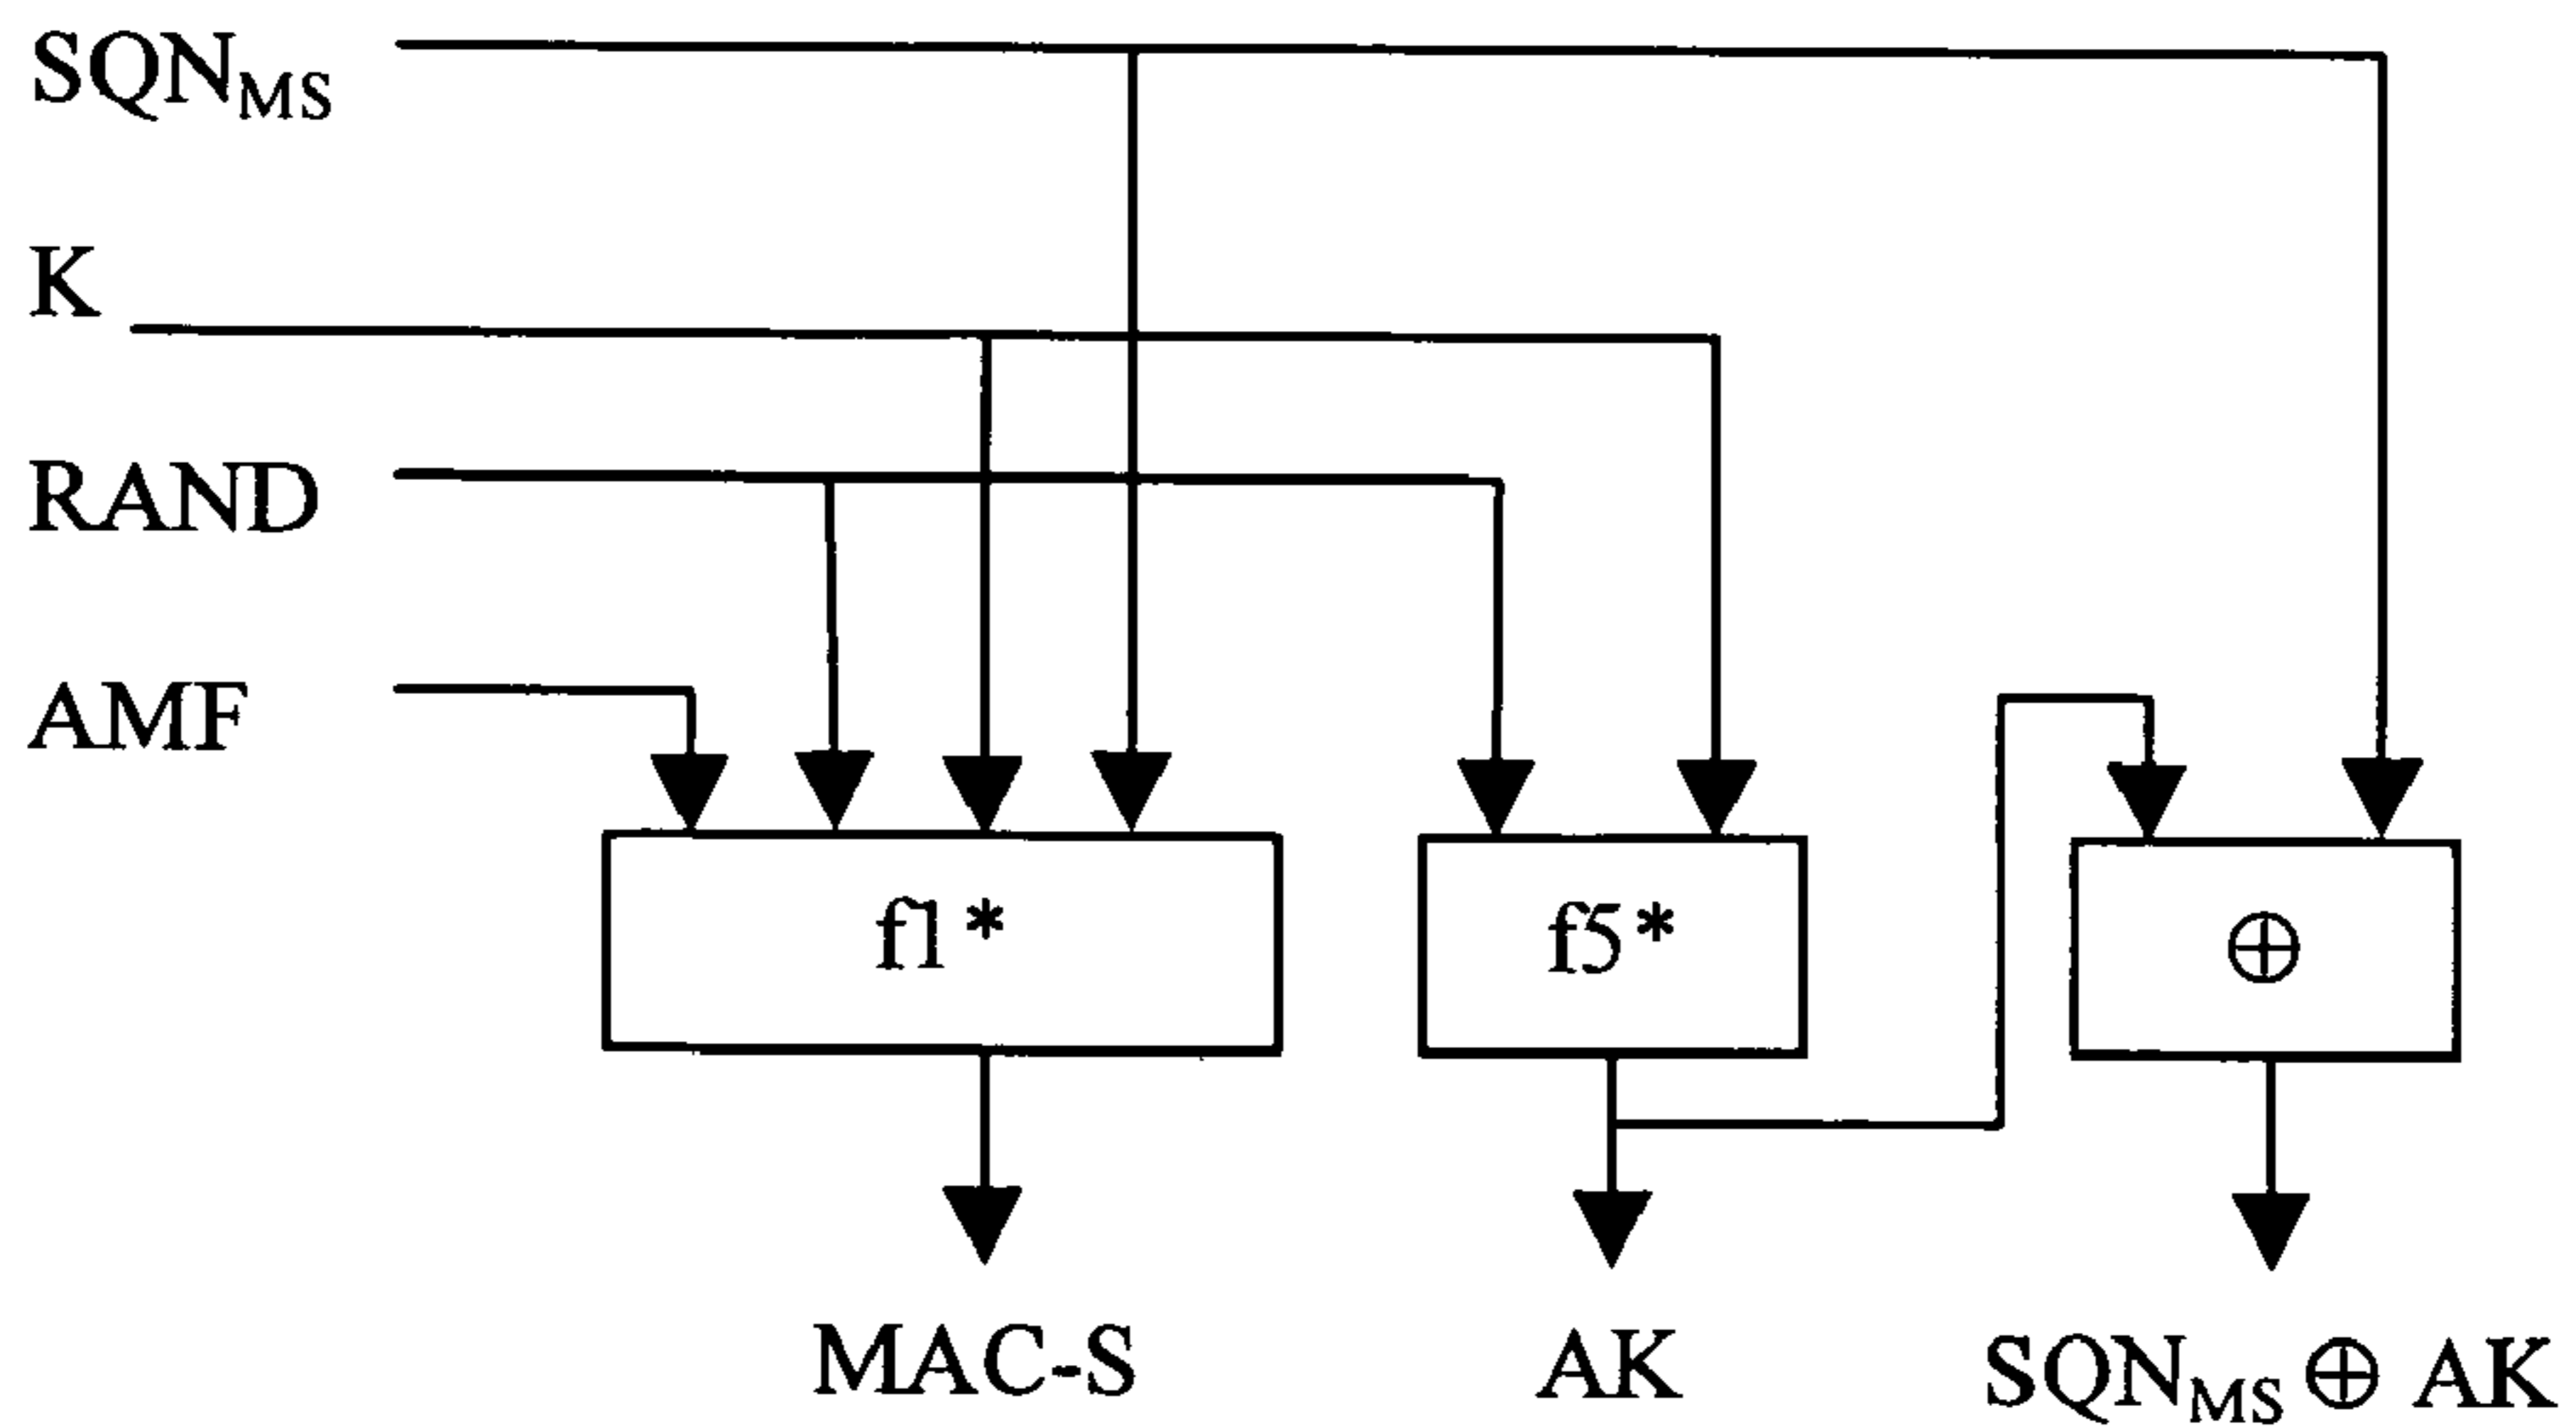 SQN_MS
K
RAND
AMF
f1*
f5*
⊕
MAC-S
AK
SQN_MS ⊕ AK